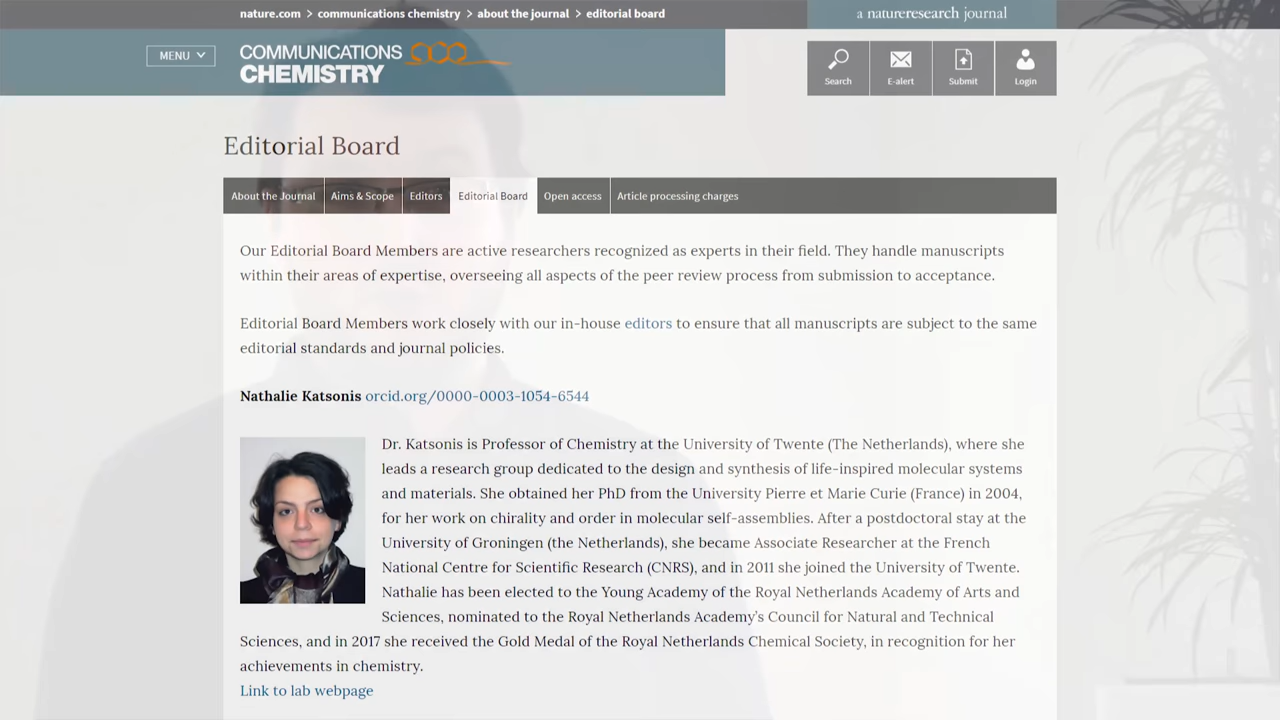 nature.com > communications chemistry > about the journal > editorial board
a natureresearch journal
MENU
COMMUNICATIONS
CHEMISTRY
Search
E-alert
Submit
Login
Editorial Board
About the Journal
Aims & Scope
Editors
Editorial Board
Open access
Article processing charges
Our Editorial Board Members are active researchers recognized as experts in their field. They handle manuscripts
within their areas of expertise, overseeing all aspects of the peer review process from submission to acceptance.
Editorial Board Members work closely with our in-house editors to ensure that all manuscripts are subject to the same
editorial standards and journal policies.
Nathalie Katsonis orcid.org/0000-0003-1054-6544
Dr. Katsonis is Professor of Chemistry at the University of Twente (The Netherlands), where she
leads a research group dedicated to the design and synthesis of life-inspired molecular systems
and materials. She obtained her PhD from the University Pierre et Marie Curie (France) in 2004,
for her work on chirality and order in molecular self-assemblies. After a postdoctoral stay at the
University of Groningen (the Netherlands), she became Associate Researcher at the French
National Centre for Scientific Research (CNRS), and in 2011 she joined the University of Twente.
Nathalie has been elected to the Young Academy of the Royal Netherlands Academy of Arts and
Sciences, nominated to the Royal Netherlands Academy's Council for Natural and Technical
Sciences, and in 2017 she received the Gold Medal of the Royal Netherlands Chemical Society, in recognition for her
achievements in chemistry.
Link to lab webpage